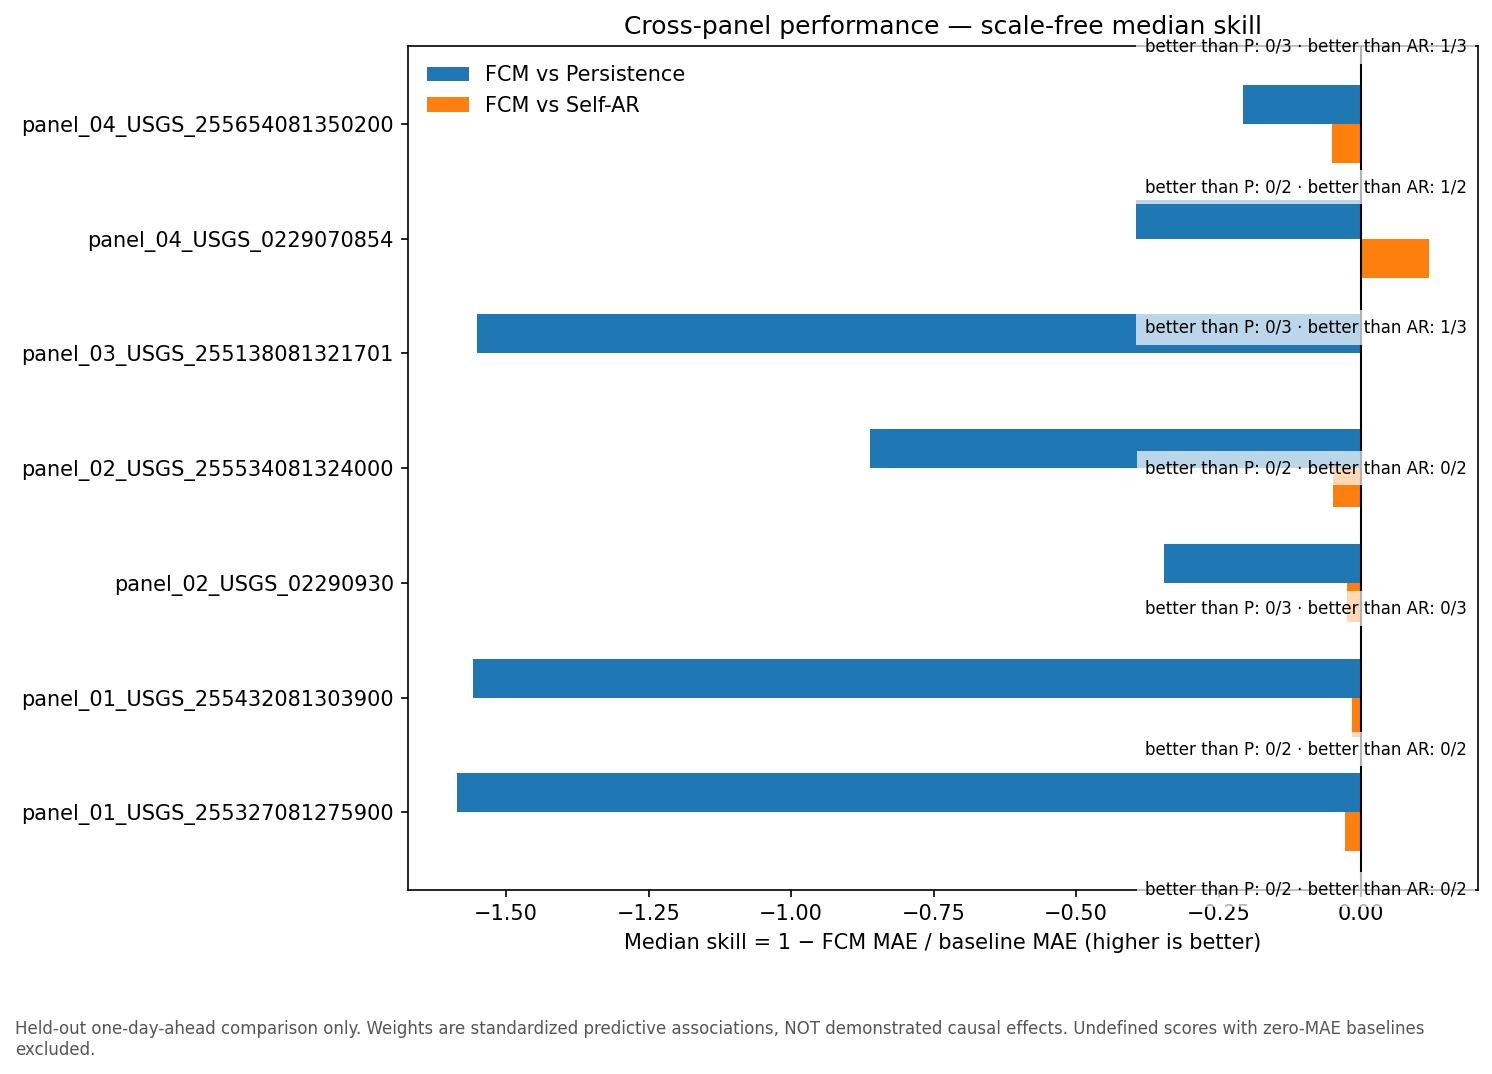 Cross-panel performance — scale-free median skill
better than P: 0/3 · better than AR: 1/3
FCM vs Persistence
FCM vs Self-AR
panel_04_USGS_255654081350200
better than P: 0/2 · better than AR: 1/2
panel_04_USGS_0229070854
better than P: 0/3 · better than AR: 1/3
panel_03_USGS_255138081321701
panel_02_USGS_255534081324000
better than P: 0/2 · better than AR: 0/2
panel_02_USGS_02290930
better than P: 0/3 · better than AR: 0/3
panel_01_USGS_255432081303900
better than P: 0/2 · better than AR: 0/2
panel_01_USGS_255327081275900
better than P: 0/2 · better than AR: 0/2
−1.50 −1.25 −1.00 −0.75 −0.50 −0.25 0.00
Median skill = 1 − FCM MAE / baseline MAE (higher is better)
Held-out one-day-ahead comparison only. Weights are standardized predictive associations, NOT demonstrated causal effects. Undefined scores with zero-MAE baselines
excluded.